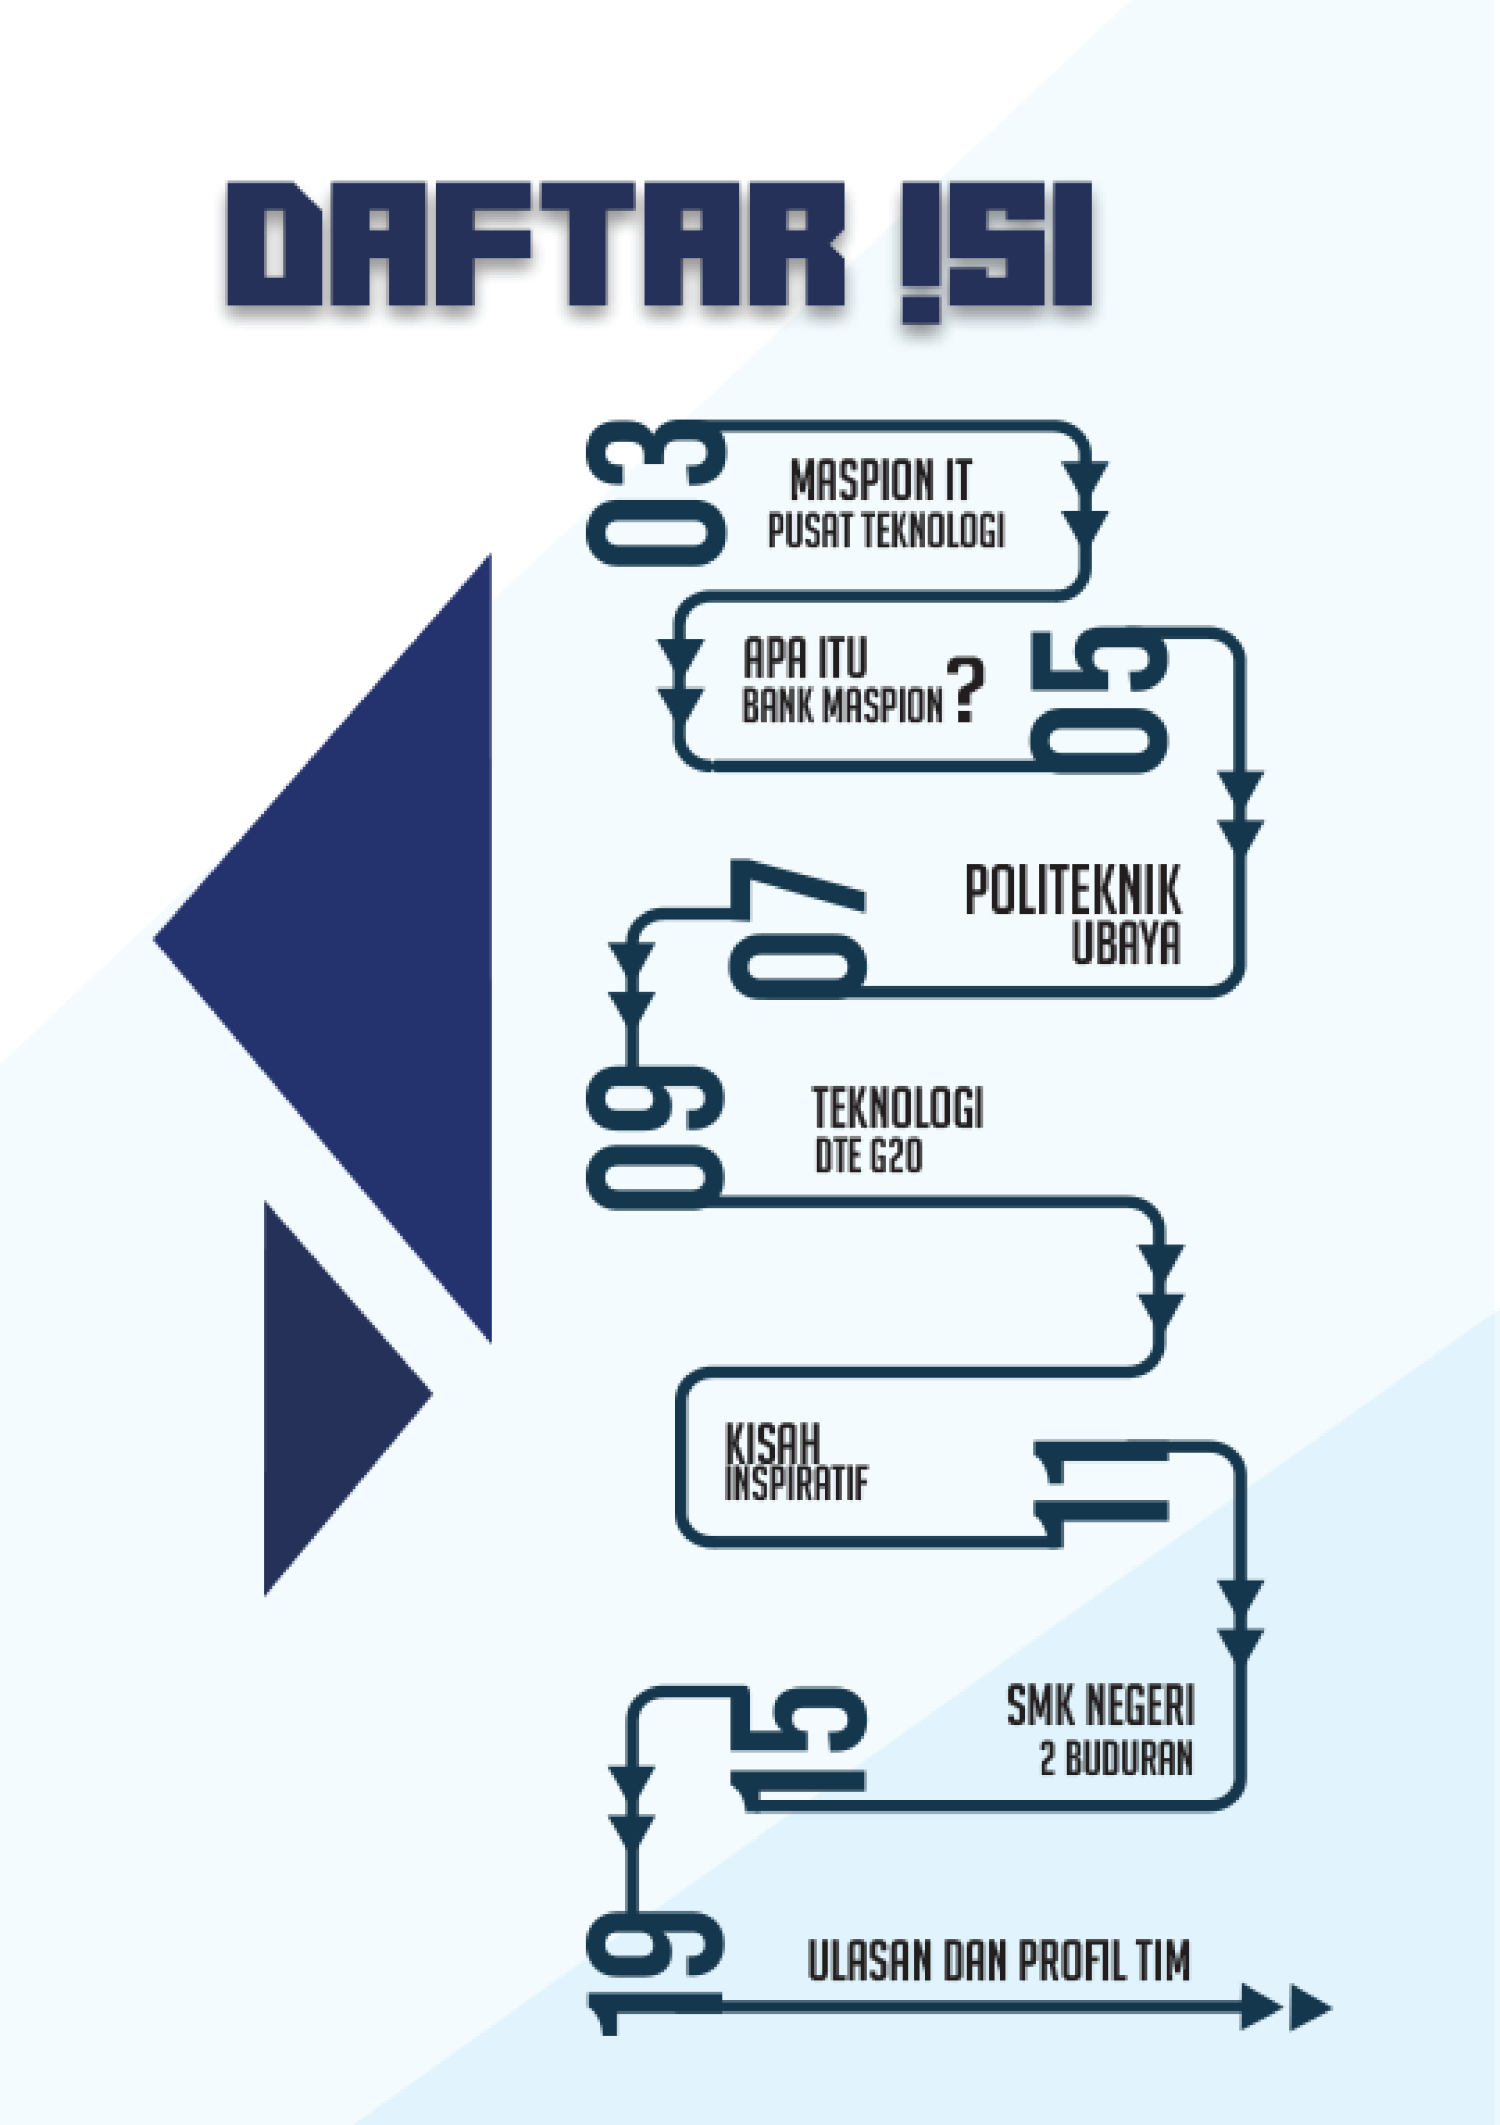 DAFTAR ISI
03
MASPION IT
PUSAT TEKNOLOGI
APA ITU
BANK MASPION?
05
07
POLITEKNIK
UBAYA
09
TEKNOLOGI
DTE G20
KISAH
INSPIRATIF
11
15
SMK NEGERI
2 BUDURAN
19
ULASAN DAN PROFIL TIM